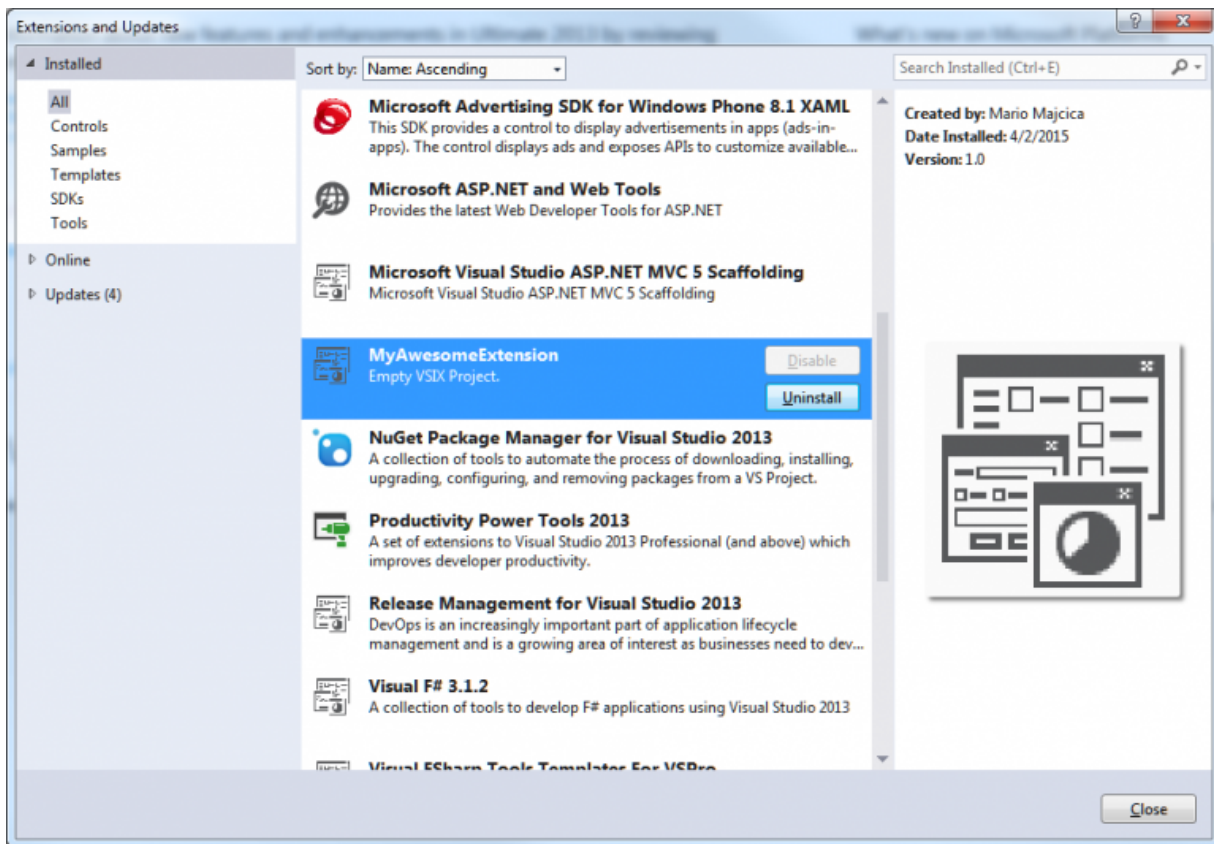 Extensions and Updates
Installed
All
Controls
Samples
Templates
SDKs
Tools
Online
Updates (4)
Sort by: Name: Ascending
Microsoft Advertising SDK for Windows Phone 8.1 XAML
This SDK provides a control to display advertisements in apps (ads-in-
apps). The control displays ads and exposes APIs to customize available...
Microsoft ASP.NET and Web Tools
Provides the latest Web Developer Tools for ASP.NET
Microsoft Visual Studio ASP.NET MVC 5 Scaffolding
Microsoft Visual Studio ASP.NET MVC 5 Scaffolding
MyAwesomeExtension
Empty VSIX Project.
Disable
Uninstall
NuGet Package Manager for Visual Studio 2013
A collection of tools to automate the process of downloading, installing,
upgrading, configuring, and removing packages from a VS Project.
Productivity Power Tools 2013
A set of extensions to Visual Studio 2013 Professional (and above) which
improves developer productivity.
Release Management for Visual Studio 2013
DevOps is an increasingly important part of application lifecycle
management and is a growing area of interest as businesses need to dev...
Visual F# 3.1.2
A collection of tools to develop F# applications using Visual Studio 2013
Visual FSharp Tools Templates For VSPro
Search Installed (Ctrl+E)
Created by: Mario Majcica
Date Installed: 4/2/2015
Version: 1.0
Close